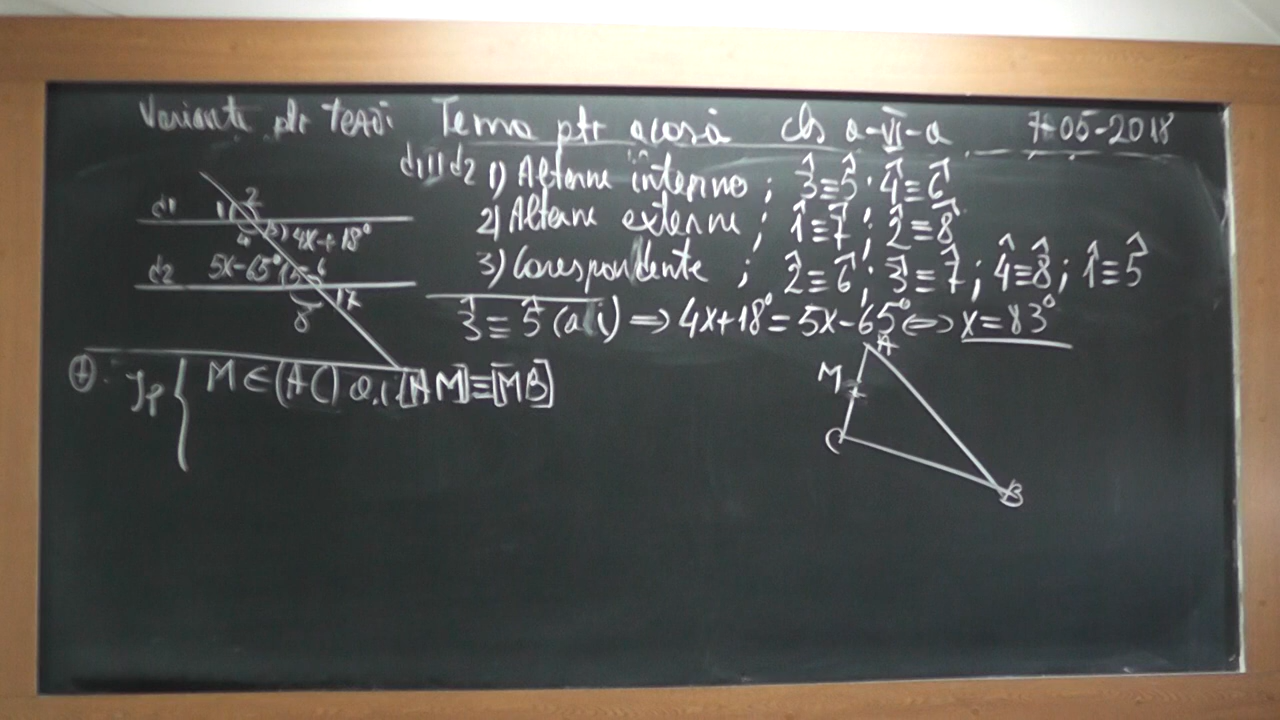 Variante ptr teză: Tema ptr acasă cls a-VI-a 7-05-2018
d1 || d2 1) Alterne interne ; 3̂≡5̂ ; 4̂≡6̂
2) Alterne externe ; 1̂≡7̂ ; 2̂≡8̂
3) Corespondente ; 2̂≡6̂ ; 3̂≡7̂ ; 4̂≡8̂ ; 1̂≡5̂
3̂ ≡ 5̂ (a i) ⇒ 4x+18°= 5x-65° ⇔ x=83°
d1 1 2
4 3 4x+18°
d2 5x-65° 5 6
8 7
Ip { M ∈ (AC) a.i. [AM]≡[MB]
A
M
C
B